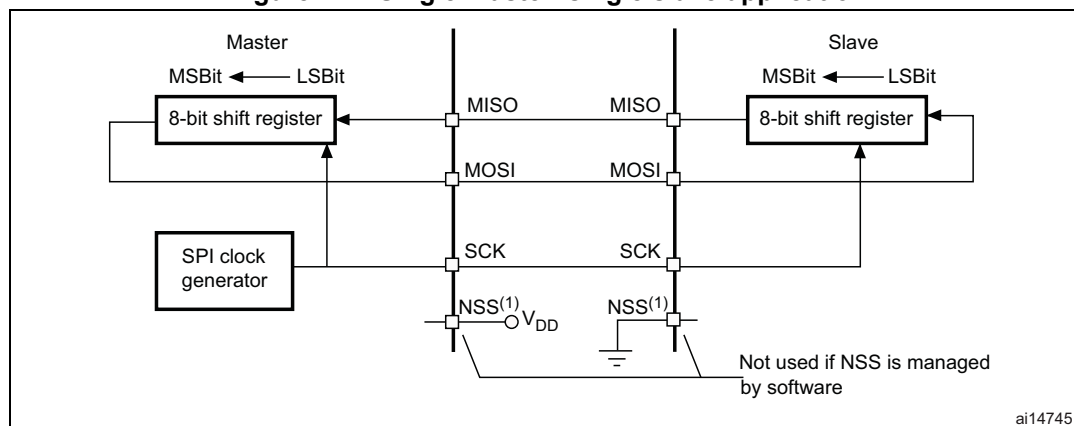 Master
Slave
MSBit
LSBit
MSBit
LSBit
8-bit shift register
MISO
MISO
8-bit shift register
MOSI
MOSI
SPI clock
generator
SCK
SCK
NSS(1)
VDD
NSS(1)
Not used if NSS is managed
by software
ai14745